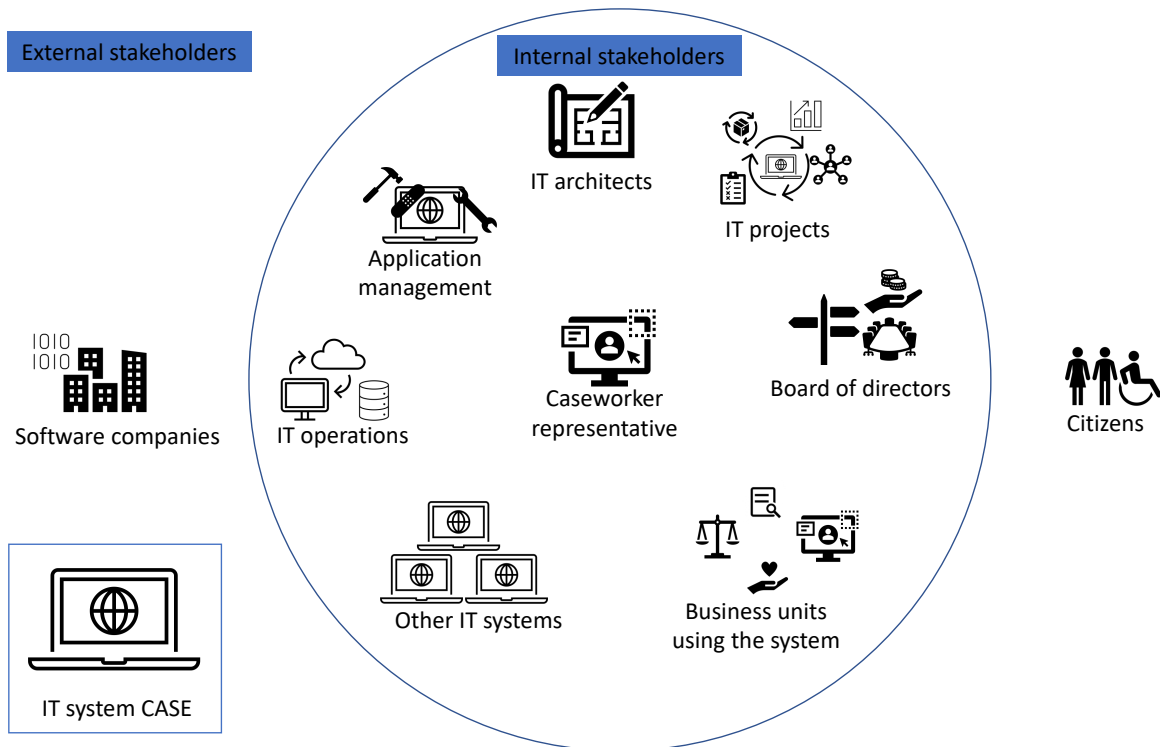 External stakeholders
Internal stakeholders
IT architects
IT projects
Application
management
Board of directors
Caseworker
representative
1010
1010
Software companies
IT operations
Citizens
Other IT systems
Business units
using the system
IT system CASE